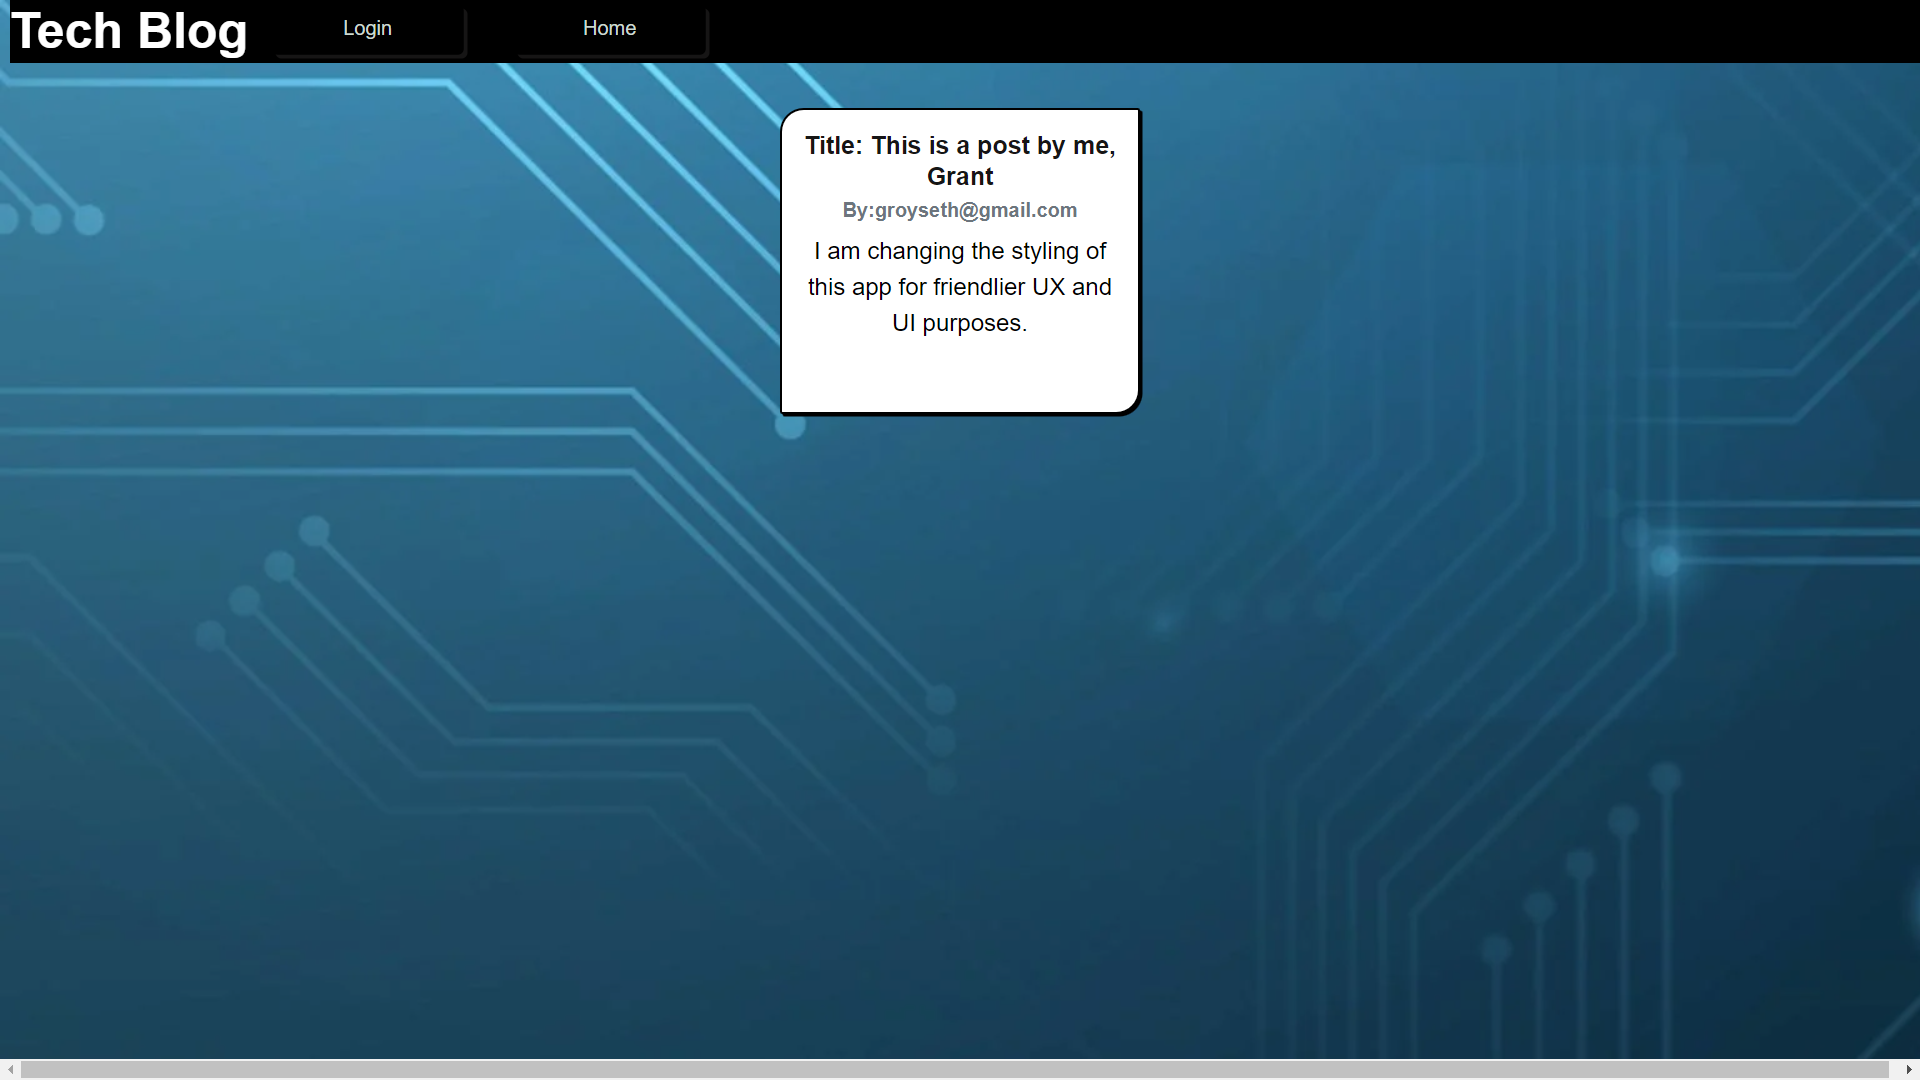 Tech Blog
Login
Home
Title: This is a post by me,
Grant
By:groyseth@gmail.com
I am changing the styling of
this app for friendlier UX and
UI purposes.